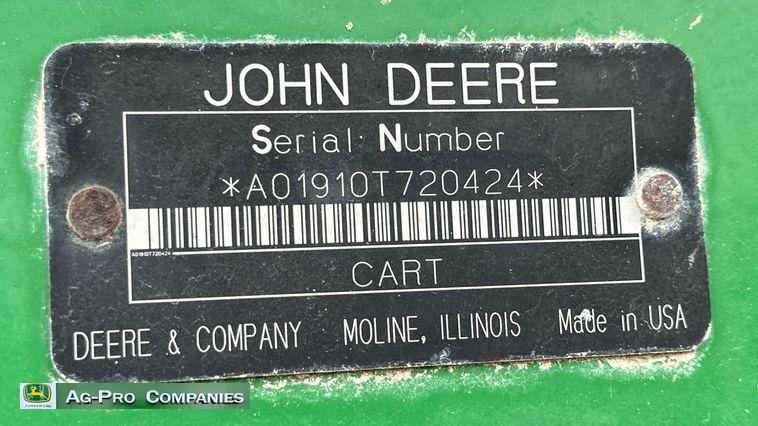 JOHN DEERE
Serial Number
*A01910T720424*
A01910T720424
CART
DEERE & COMPANY MOLINE, ILLINOIS Made in USA
AG-PRO COMPANIES